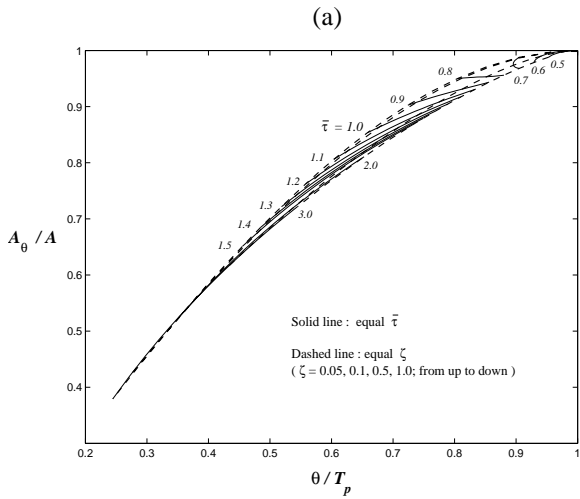 (a)
1
0.9
0.8
0.7
0.6
0.5
0.4
A_θ / A
0.5
0.6
0.7
0.8
0.9
τ̄ = 1.0
1.1
1.2
1.3
1.4
1.5
2.0
3.0
Solid line : equal τ̄
Dashed line : equal ζ
( ζ = 0.05, 0.1, 0.5, 1.0; from up to down )
0.2 0.3 0.4 0.5 0.6 0.7 0.8 0.9 1
θ / T_p